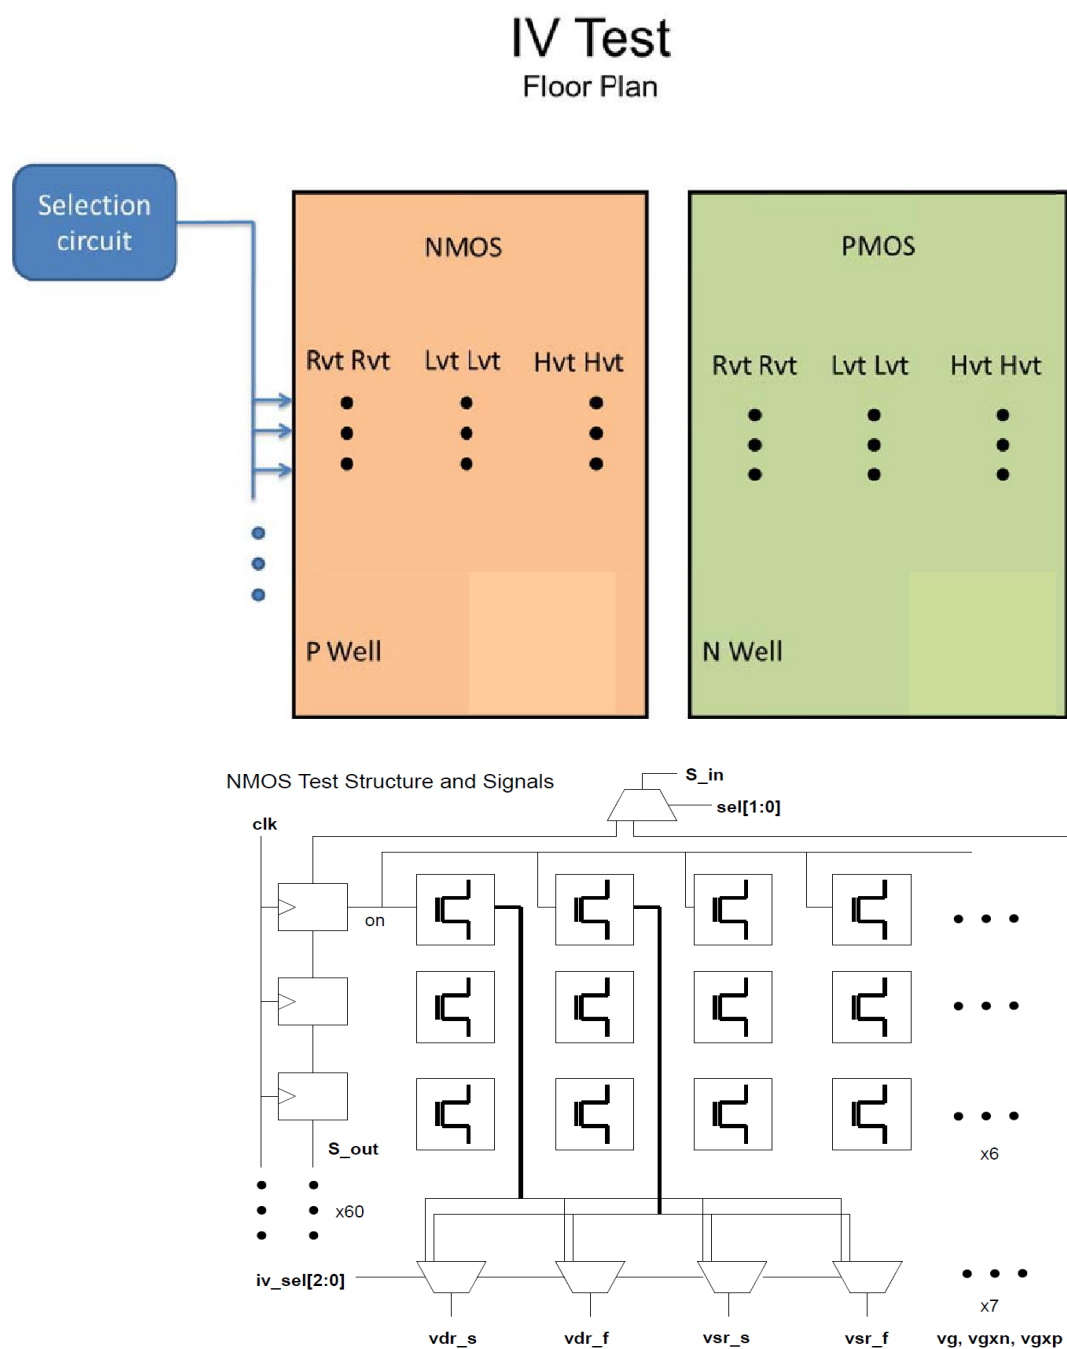 IV Test
Floor Plan
Selection
circuit
NMOS
PMOS
Rvt Rvt Lvt Lvt Hvt Hvt
Rvt Rvt Lvt Lvt Hvt Hvt
P Well
N Well
NMOS Test Structure and Signals
S_in
sel[1:0]
clk
on
S_out
x6
x60
iv_sel[2:0]
x7
vdr_s
vdr_f
vsr_s
vsr_f
vg, vgxn, vgxp